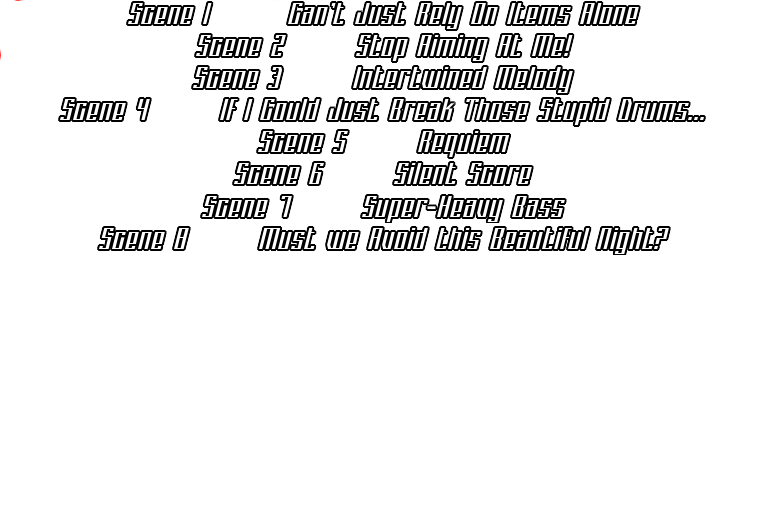 Scene 1 Can't Just Rely On Items Alone
Scene 2 Stop Aiming At Me!
Scene 3 Intertwined Melody
Scene 4 If I Could Just Break Those Stupid Drums...
Scene 5 Requiem
Scene 6 Silent Score
Scene 7 Super-Heavy Bass
Scene 8 Must we Avoid this Beautiful Night?